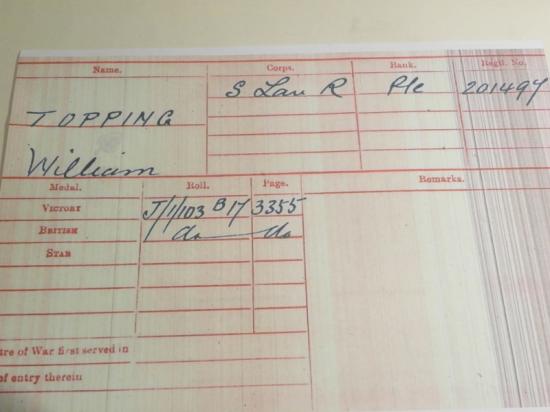 Name. Corps. Rank. Regtl. No.
S Lan R Pte 201497
TOPPING
William
Medal. Roll. Page. Remarks.
VICTORY J/1/103 B17 3355
BRITISH do do
STAR
tre of War first served in
of entry therein